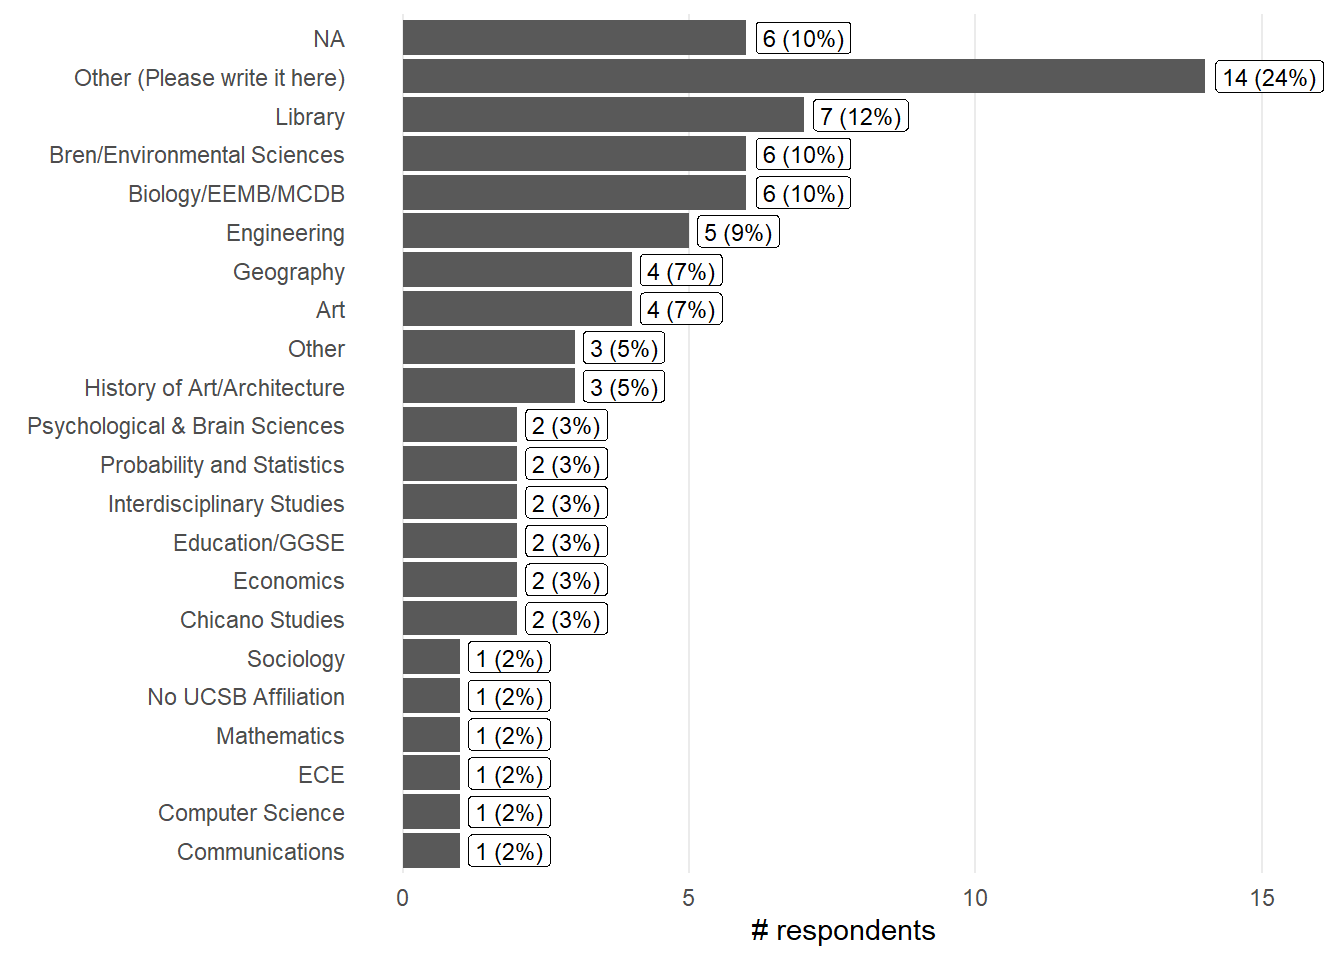 NA 6 (10%)
Other (Please write it here) 14 (24%)
Library 7 (12%)
Bren/Environmental Sciences 6 (10%)
Biology/EEMB/MCDB 6 (10%)
Engineering 5 (9%)
Geography 4 (7%)
Art 4 (7%)
Other 3 (5%)
History of Art/Architecture 3 (5%)
Psychological & Brain Sciences 2 (3%)
Probability and Statistics 2 (3%)
Interdisciplinary Studies 2 (3%)
Education/GGSE 2 (3%)
Economics 2 (3%)
Chicano Studies 2 (3%)
Sociology 1 (2%)
No UCSB Affiliation 1 (2%)
Mathematics 1 (2%)
ECE 1 (2%)
Computer Science 1 (2%)
Communications 1 (2%)
0 5 10 15
# respondents